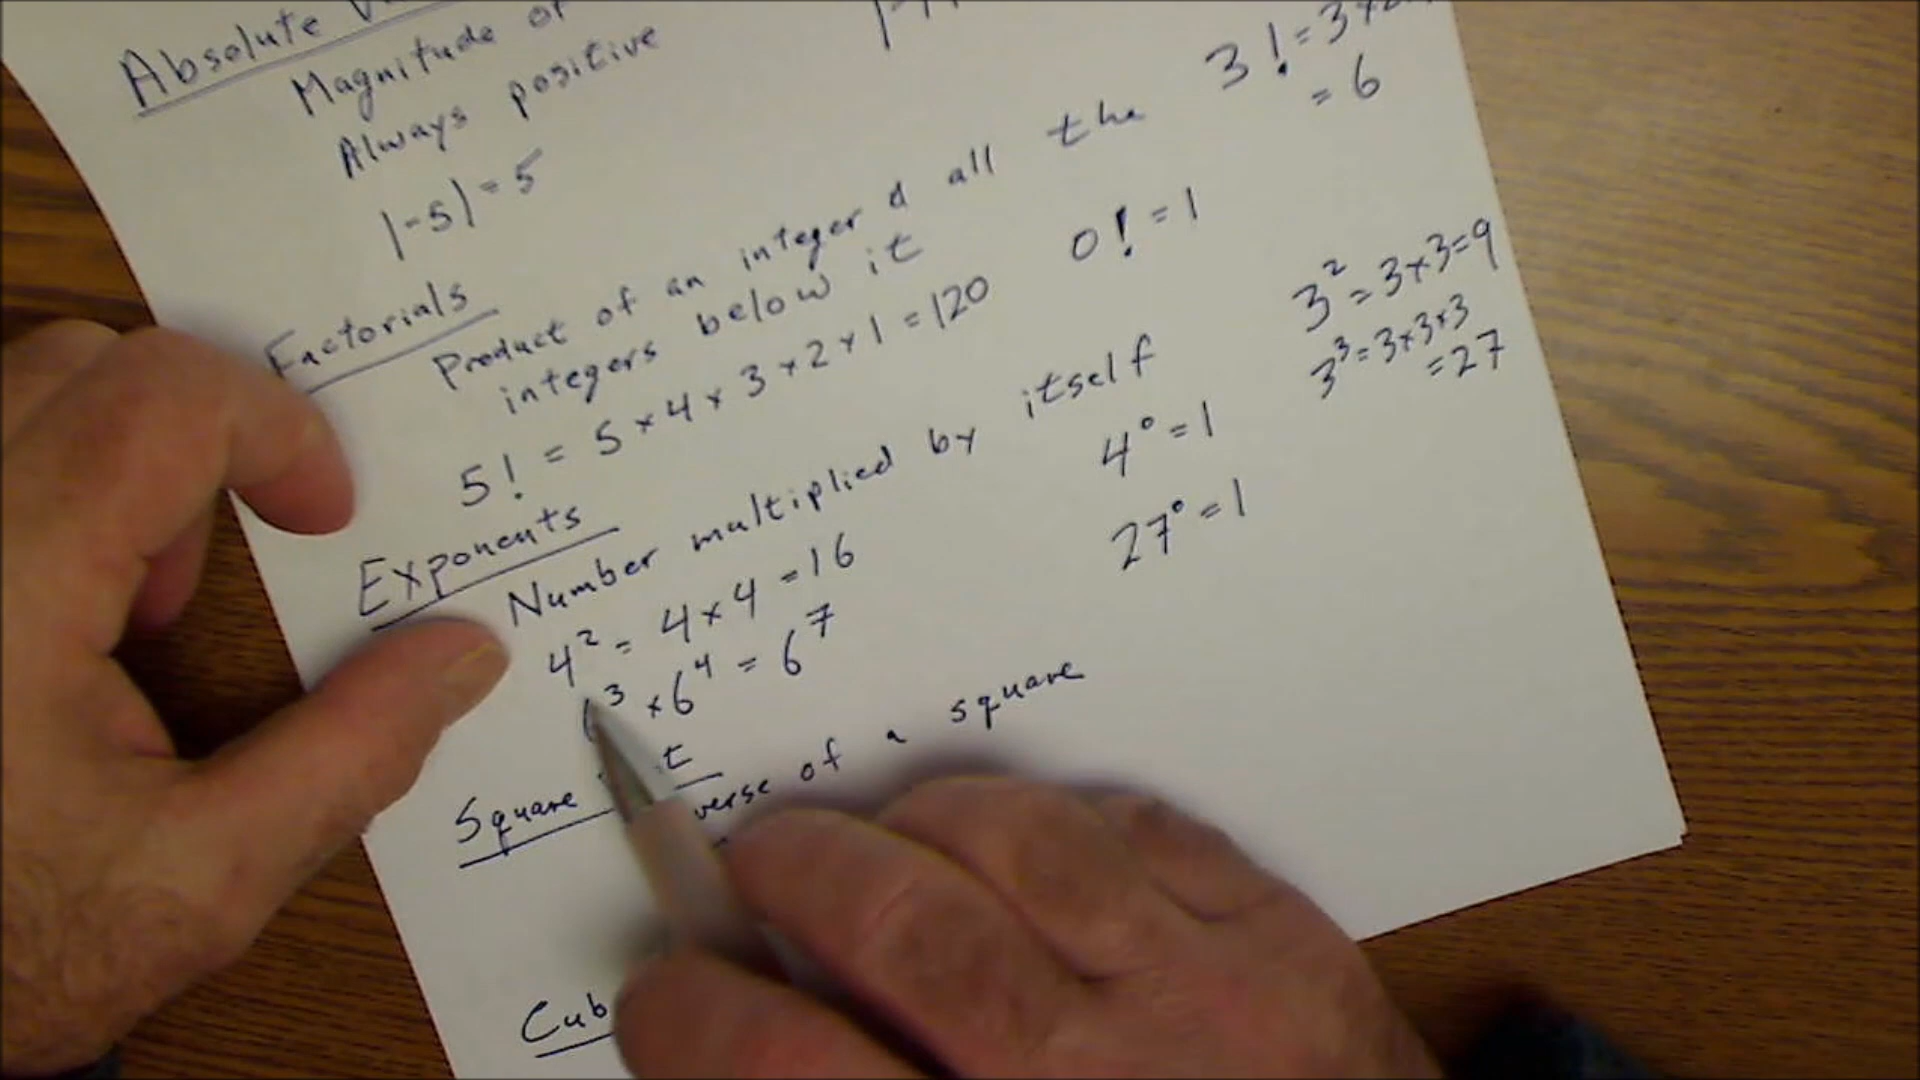 Absolute
Magnitude of
Always positive
|-5| = 5
3! = 3 ×
= 6
Factorials
Product of an integer & all the
integers below it
5! = 5 × 4 × 3 × 2 × 1 = 120
0! = 1
Exponents
Number multiplied by itself
4² = 4 × 4 = 16
³ × 6⁴ = 6⁷
4⁰ = 1
27⁰ = 1
3² = 3×3=9
3³ = 3×3×3
=27
Square
of a square